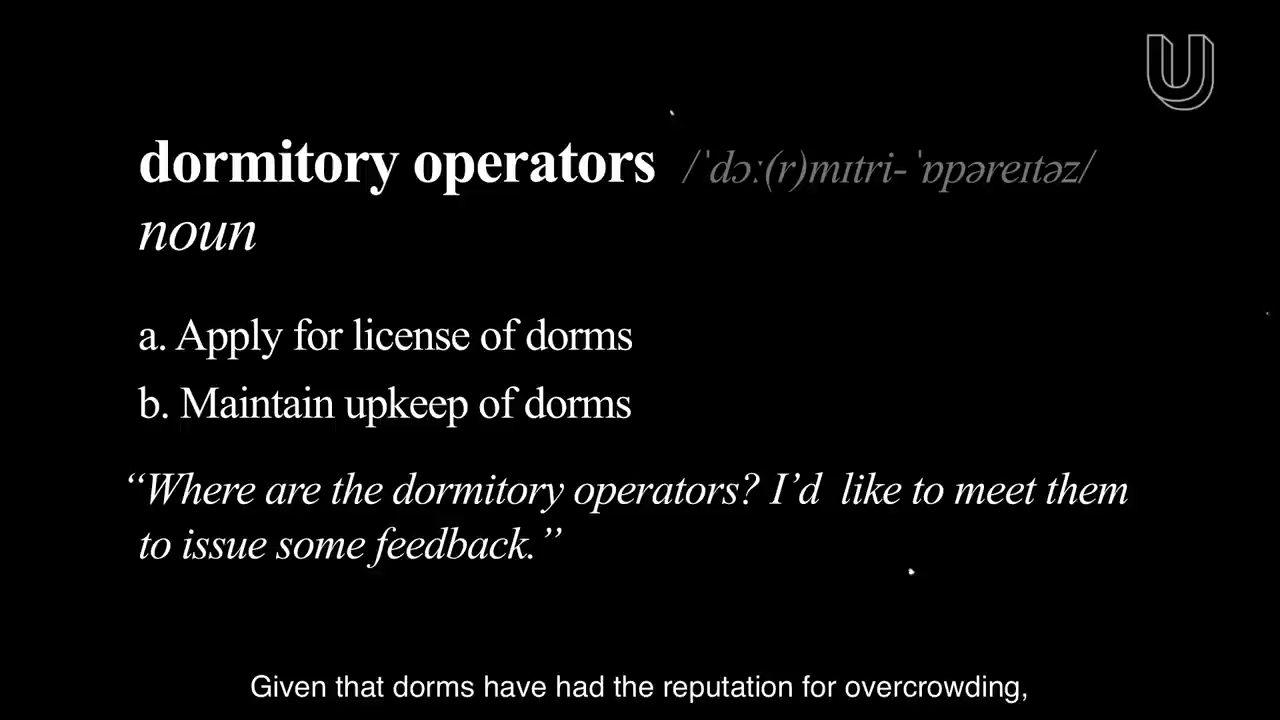 U
dormitory operators /ˈdɔː(r)mɪtri-ˈɒpəreɪtəz/
noun
a. Apply for license of dorms
b. Maintain upkeep of dorms
“Where are the dormitory operators? I’d  like to meet them
to issue some feedback.”
Given that dorms have had the reputation for overcrowding,